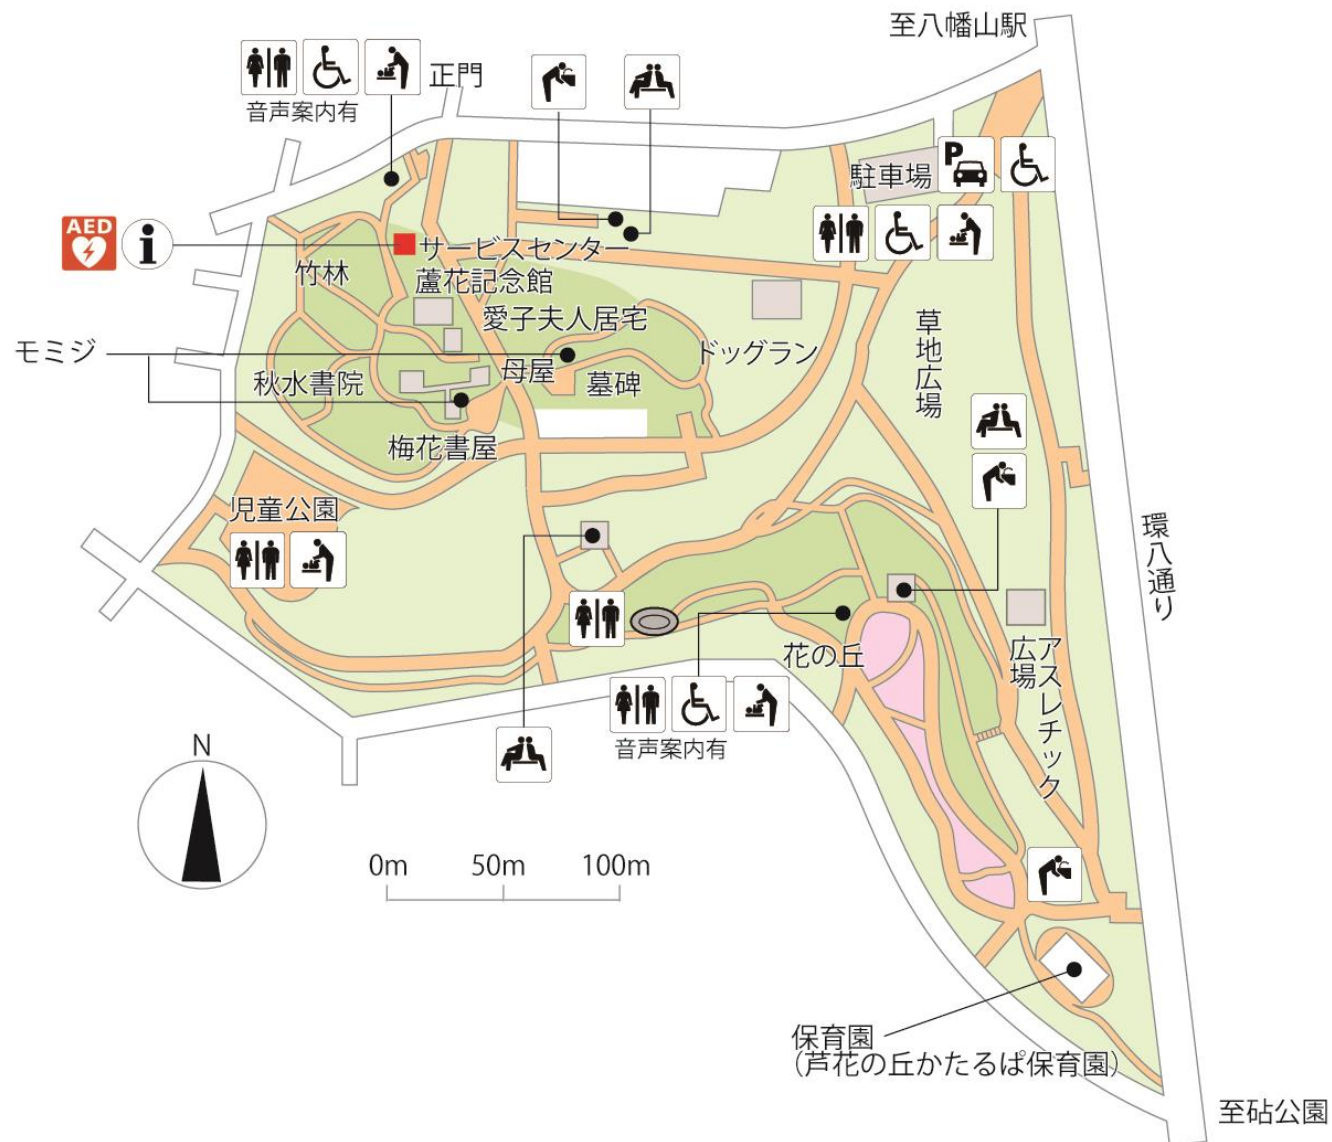 至八幡山駅
正門
音声案内有
P
駐車場
AED
i
サービスセンター
竹林
蘆花記念館
愛子夫人居宅
草地広場
モミジ
ドッグラン
母屋
秋水書院
墓碑
梅花書屋
児童公園
環八通り
花の丘
アスレチック
広場
音声案内有
N
0m 50m 100m
保育園
(芦花の丘かたるぱ保育園)
至砧公園